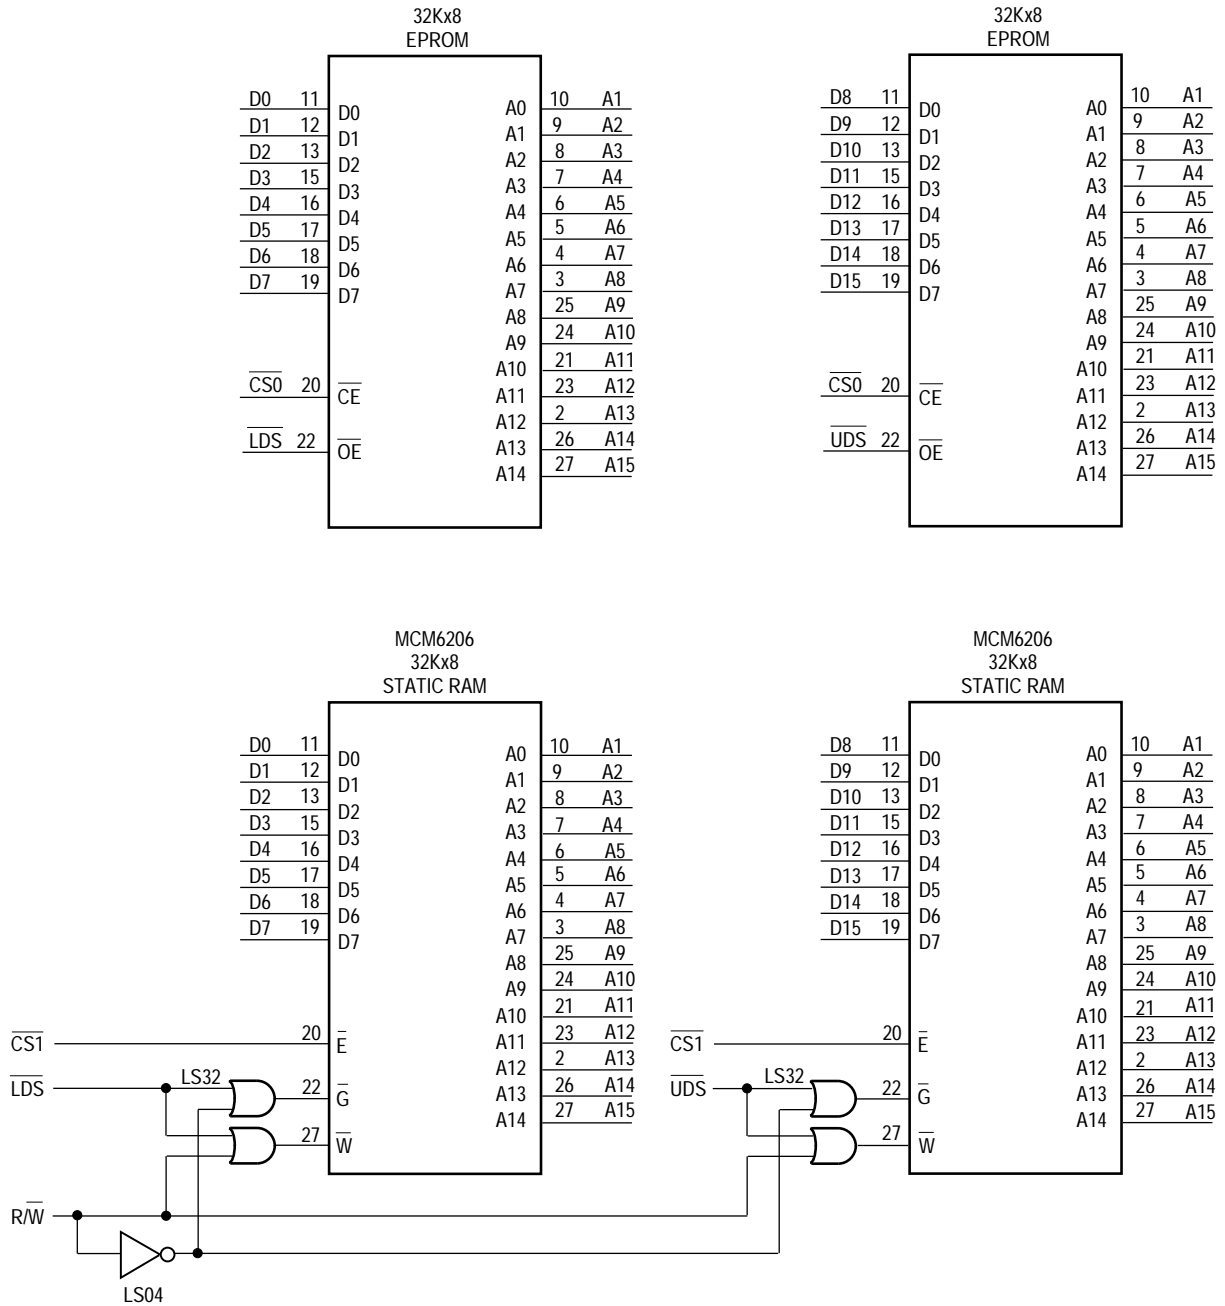 32Kx8
EPROM
D0 11 D0
D1 12 D1
D2 13 D2
D3 15 D3
D4 16 D4
D5 17 D5
D6 18 D6
D7 19 D7
CS0 20 CE
LDS 22 OE
A0 10 A1
A1 9 A2
A2 8 A3
A3 7 A4
A4 6 A5
A5 5 A6
A6 4 A7
A7 3 A8
A8 25 A9
A9 24 A10
A10 21 A11
A11 23 A12
A12 2 A13
A13 26 A14
A14 27 A15
32Kx8
EPROM
D8 11 D0
D9 12 D1
D10 13 D2
D11 15 D3
D12 16 D4
D13 17 D5
D14 18 D6
D15 19 D7
CS0 20 CE
UDS 22 OE
A0 10 A1
A1 9 A2
A2 8 A3
A3 7 A4
A4 6 A5
A5 5 A6
A6 4 A7
A7 3 A8
A8 25 A9
A9 24 A10
A10 21 A11
A11 23 A12
A12 2 A13
A13 26 A14
A14 27 A15
MCM6206
32Kx8
STATIC RAM
D0 11 D0
D1 12 D1
D2 13 D2
D3 15 D3
D4 16 D4
D5 17 D5
D6 18 D6
D7 19 D7
CS1 20 E
LDS LS32 22 G
27 W
R/W
LS04
A0 10 A1
A1 9 A2
A2 8 A3
A3 7 A4
A4 6 A5
A5 5 A6
A6 4 A7
A7 3 A8
A8 25 A9
A9 24 A10
A10 21 A11
A11 23 A12
A12 2 A13
A13 26 A14
A14 27 A15
MCM6206
32Kx8
STATIC RAM
D8 11 D0
D9 12 D1
D10 13 D2
D11 15 D3
D12 16 D4
D13 17 D5
D14 18 D6
D15 19 D7
CS1 20 E
UDS LS32 22 G
27 W
A0 10 A1
A1 9 A2
A2 8 A3
A3 7 A4
A4 6 A5
A5 5 A6
A6 4 A7
A7 3 A8
A8 25 A9
A9 24 A10
A10 21 A11
A11 23 A12
A12 2 A13
A13 26 A14
A14 27 A15